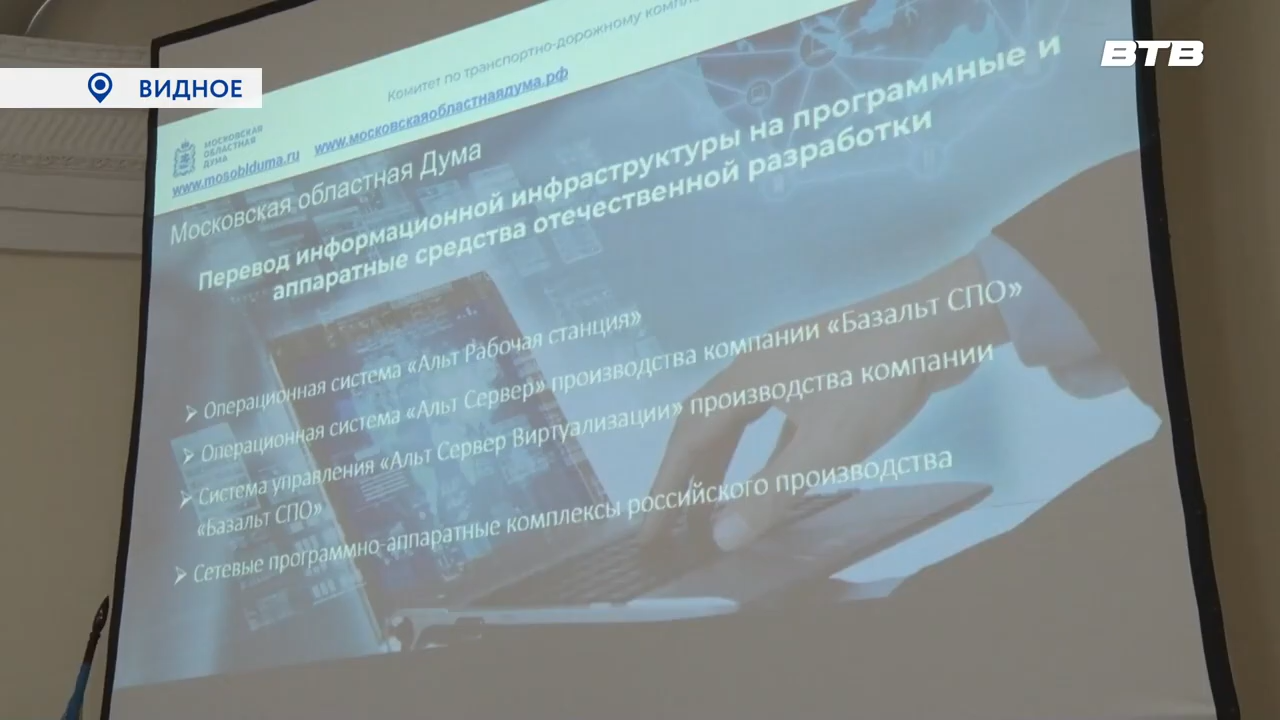 ВИДНОЕ
ВТВ
Комитет по транспортно-дорожному
МОСКОВСКАЯ
ОБЛАСТНАЯ
ДУМА
www.mosoblduma.ru www.московскаяобластнаядума.рф
Московская областная Дума
Перевод информационной инфраструктуры на программные и
аппаратные средства отечественной разработки
➢ Операционная система «Альт Рабочая станция»
➢ Операционная система «Альт Сервер» производства компании «Базальт СПО»
➢ Система управления «Альт Сервер Виртуализации» производства компании
«Базальт СПО»
➢ Сетевые программно-аппаратные комплексы российского производства